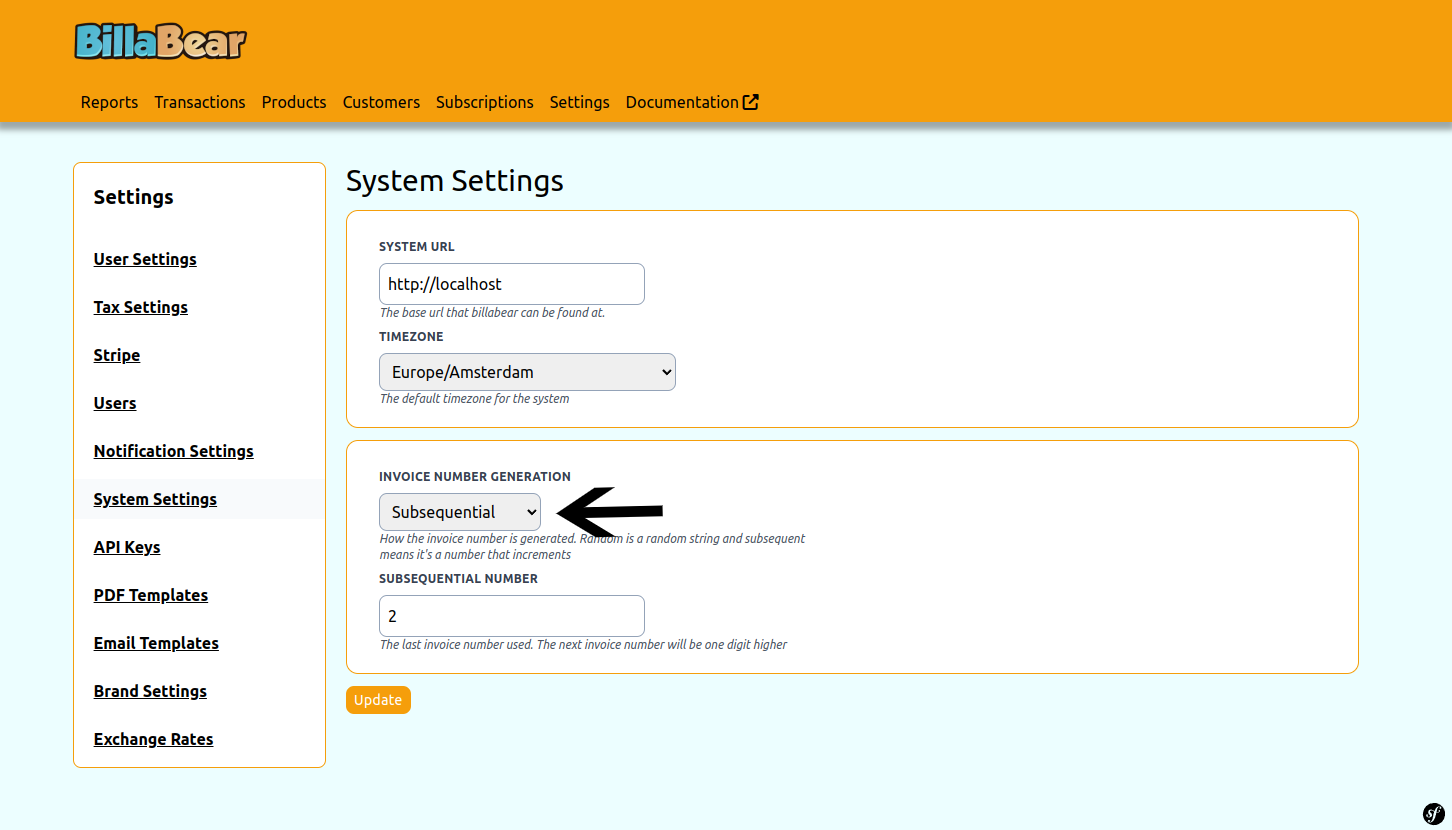 BillaBear
Reports Transactions Products Customers Subscriptions Settings Documentation
Settings
User Settings
Tax Settings
Stripe
Users
Notification Settings
System Settings
API Keys
PDF Templates
Email Templates
Brand Settings
Exchange Rates
System Settings
SYSTEM URL
http://localhost
The base url that billabear can be found at.
TIMEZONE
Europe/Amsterdam
The default timezone for the system
INVOICE NUMBER GENERATION
Subsequential
How the invoice number is generated. Random is a random string and subsequent
means it's a number that increments
SUBSEQUENTIAL NUMBER
2
The last invoice number used. The next invoice number will be one digit higher
Update
sf